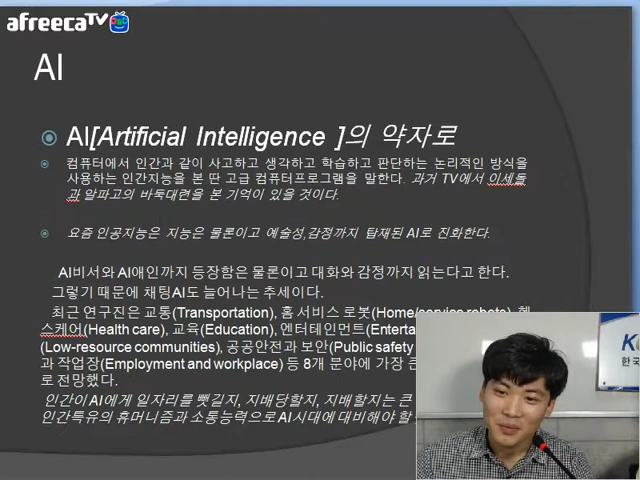 afreecaTV
AI
AI[Artificial Intelligence ]의 약자로
컴퓨터에서 인간과 같이 사고하고 생각하고 학습하고 판단하는 논리적인 방식을
사용하는 인간지능을 본 딴 고급 컴퓨터프로그램을 말한다. 과거 TV에서 이세돌
과 알파고의 바둑대련을 본 기억이 있을 것이다.
요즘 인공지능은 지능은 물론이고 예술성,감정까지 탑재된 AI로 진화한다.
AI비서와 AI애인까지 등장함은 물론이고 대화와 감정까지 읽는다고 한다.
그렇기 때문에 채팅AI도 늘어나는 추세이다.
최근 연구진은 교통(Transportation), 홈 서비스 로봇(Home/service robots), 헬
스케어(Health care), 교육(Education), 엔터테인먼트(Enterta
(Low-resource communities), 공공안전과 보안(Public safety
과 작업장(Employment and workplace) 등 8개 분야에 가장 큰
로 전망했다.
인간이 AI에게 일자리를 뺏길지, 지배당할지, 지배할지는 큰
인간특유의 휴머니즘과 소통능력으로 AI시대에 대비해야 할
한국